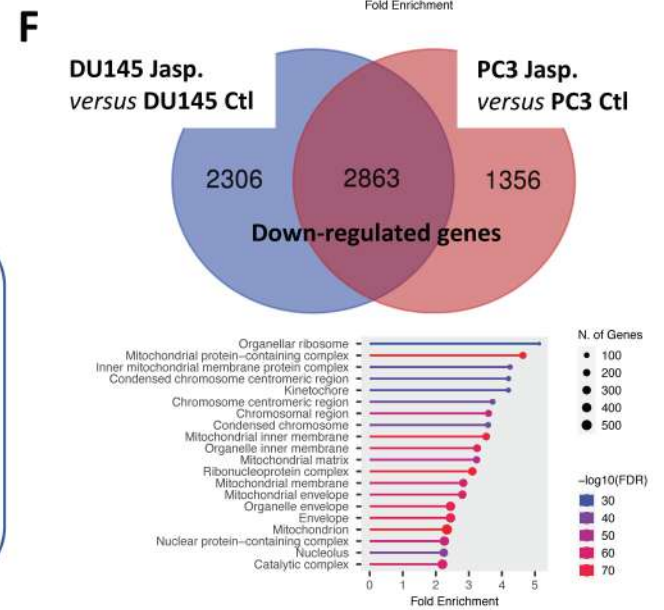 Fold Enrichment
F
DU145 Jasp.
versus DU145 Ctl
PC3 Jasp.
versus PC3 Ctl
2306
2863
1356
Down-regulated genes
Organellar ribosome
Mitochondrial protein-containing complex
Inner mitochondrial membrane protein complex
Condensed chromosome centromeric region
Kinetochore
Chromosome centromeric region
Chromosomal region
Condensed chromosome
Mitochondrial inner membrane
Organelle inner membrane
Mitochondrial matrix
Ribonucleoprotein complex
Mitochondrial membrane
Mitochondrial envelope
Organelle envelope
Envelope
Mitochondrion
Nuclear protein-containing complex
Nucleolus
Catalytic complex
0 1 2 3 4 5
Fold Enrichment
N. of Genes
100
200
300
400
500
-log10(FDR)
30
40
50
60
70